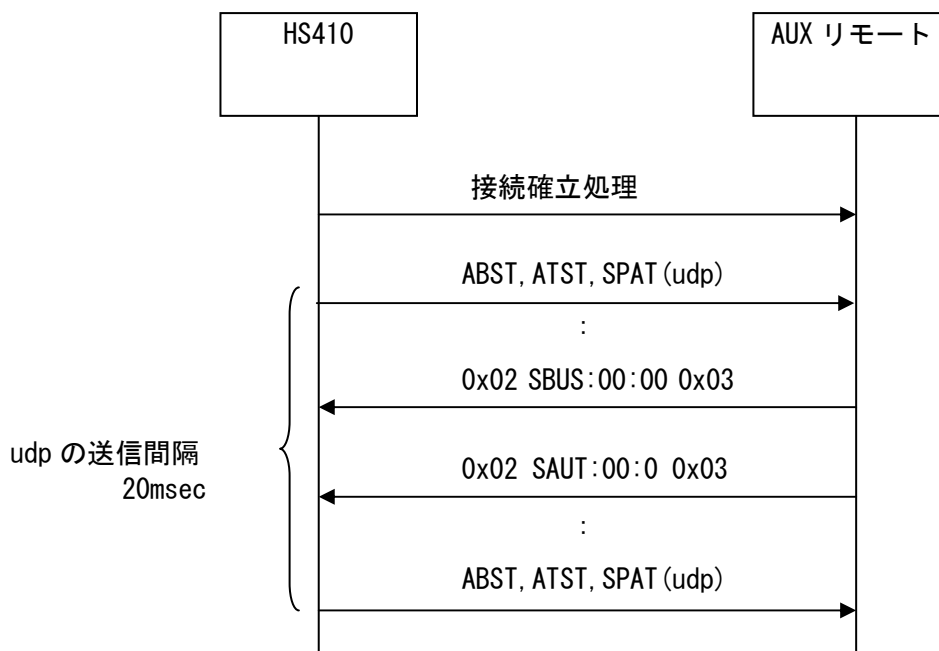 HS410
AUX リモート
接続確立処理
ABST,ATST,SPAT(udp)
:
0x02 SBUS:00:00 0x03
udp の送信間隔
20msec
0x02 SAUT:00:0 0x03
:
ABST,ATST,SPAT(udp)